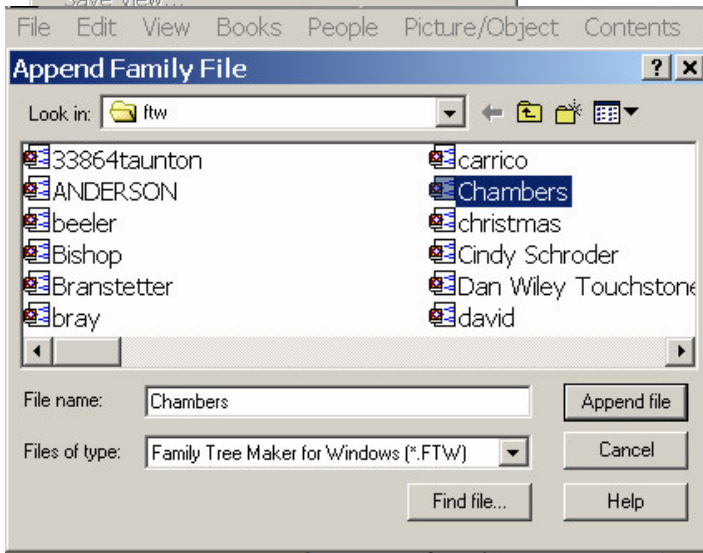 Save View...
File Edit View Books People Picture/Object Contents
Append Family File
Look in: ftw
33864taunton carrico
ANDERSON Chambers
beeler christmas
Bishop Cindy Schroder
Branstetter Dan Wiley Touchstone
bray david
File name: Chambers Append file
Files of type: Family Tree Maker for Windows (*.FTW) Cancel
Find file... Help